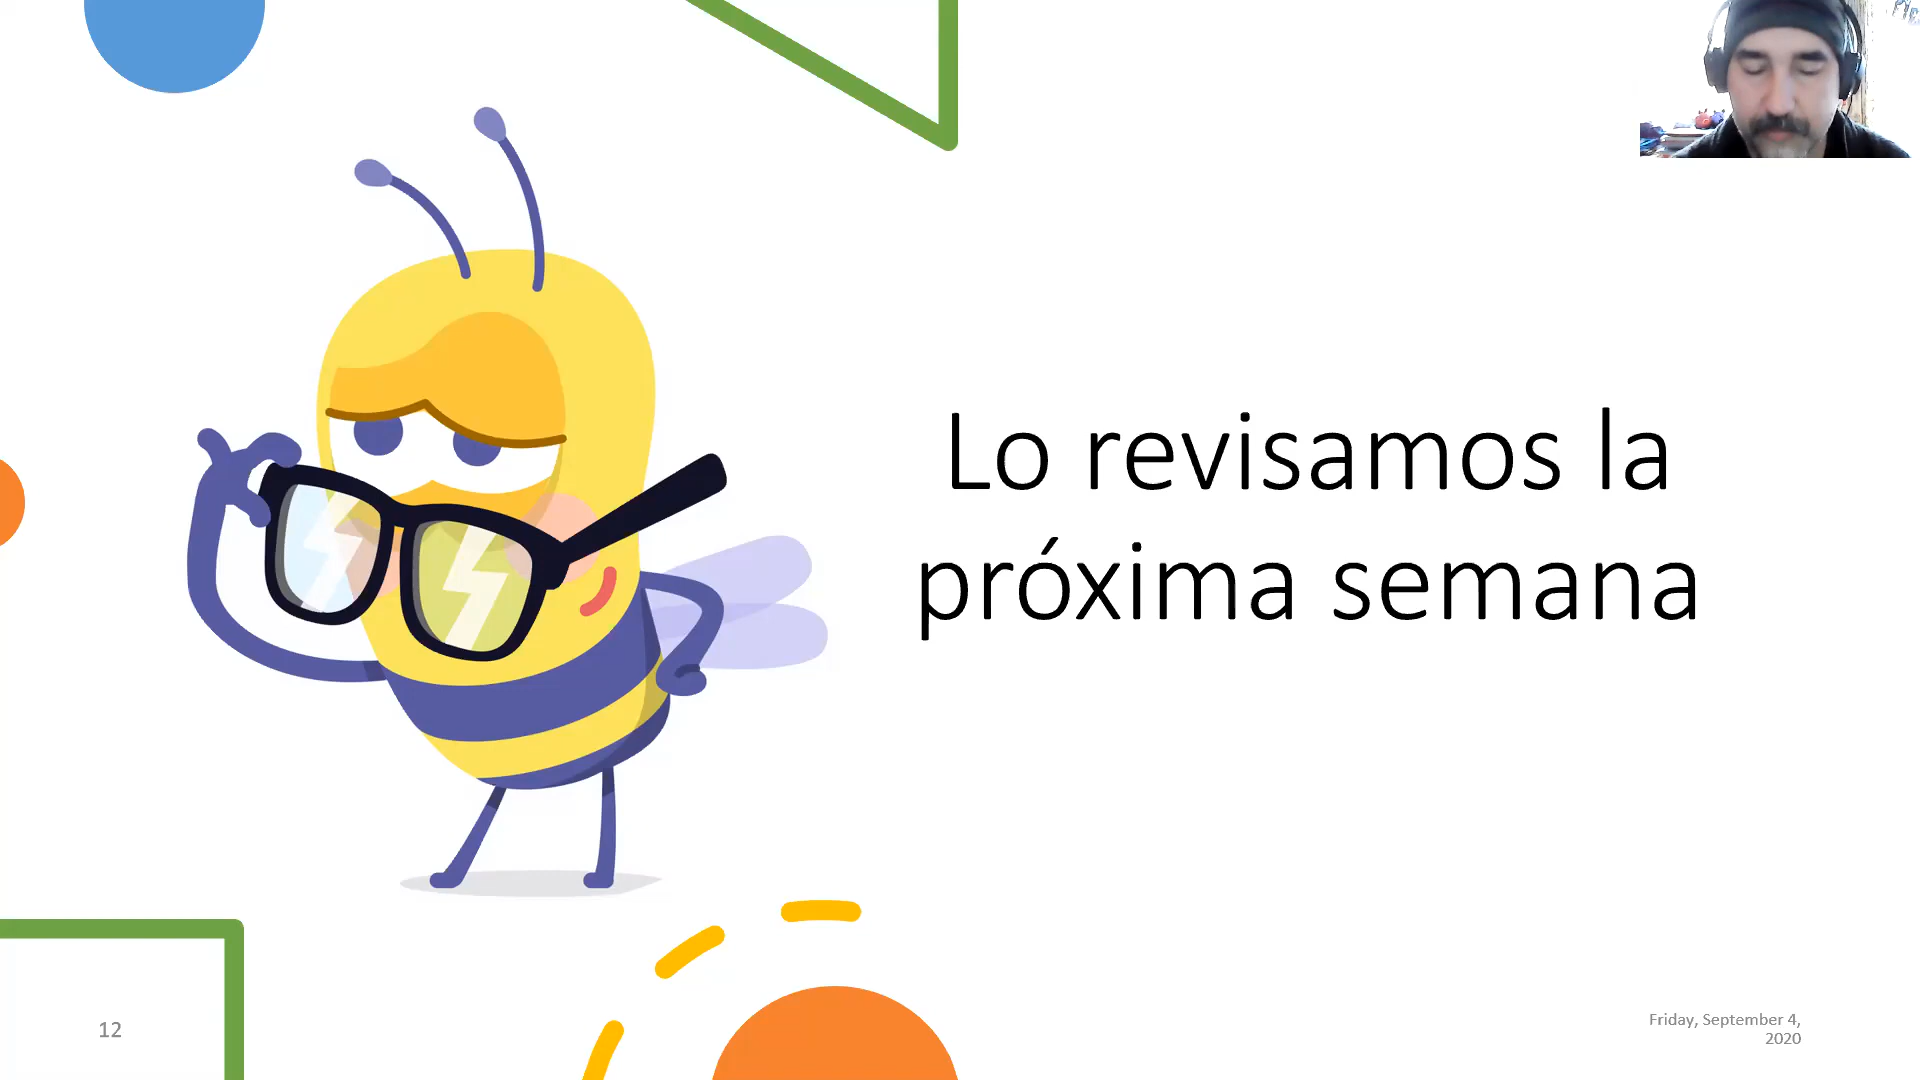 Lo revisamos la
próxima semana
12
Friday, September 4,
2020